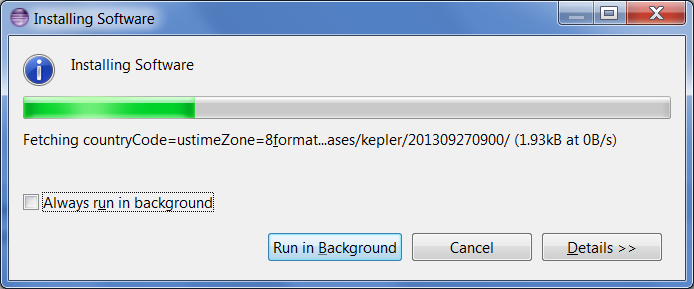 Installing Software
Installing Software
Fetching countryCode=ustimeZone=8format...ases/kepler/201309270900/ (1.93kB at 0B/s)
Always run in background
Run in Background Cancel Details >>